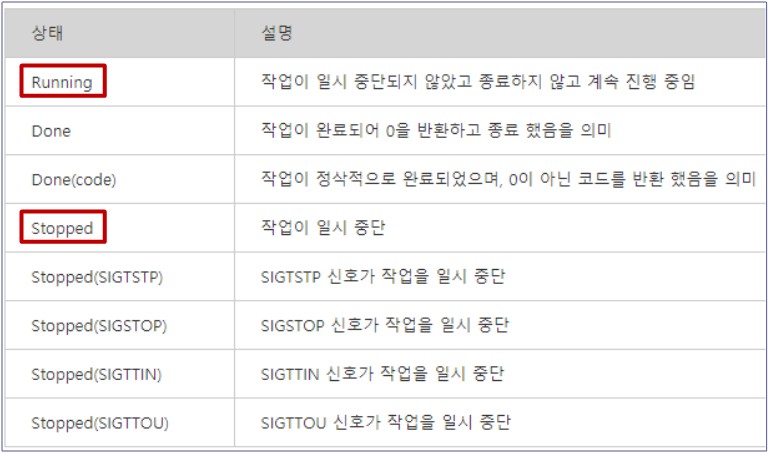 상태 설명
Running 작업이 일시 중단되지 않았고 종료하지 않고 계속 진행 중임
Done 작업이 완료되어 0을 반환하고 종료 했음을 의미
Done(code) 작업이 정삭적으로 완료되었으며, 0이 아닌 코드를 반환 했음을 의미
Stopped 작업이 일시 중단
Stopped(SIGTSTP) SIGTSTP 신호가 작업을 일시 중단
Stopped(SIGSTOP) SIGSTOP 신호가 작업을 일시 중단
Stopped(SIGTTIN) SIGTTIN 신호가 작업을 일시 중단
Stopped(SIGTTOU) SIGTTOU 신호가 작업을 일시 중단